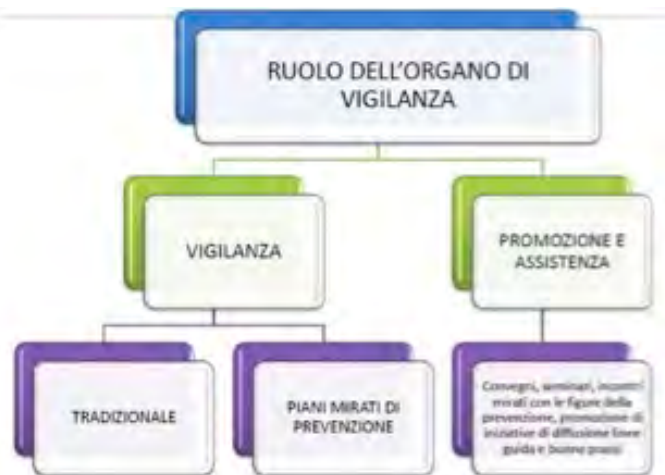 RUOLO DELL'ORGANO DI
VIGILANZA
VIGILANZA
PROMOZIONE E
ASSISTENZA
TRADIZIONALE
PIANI MIRATI DI
PREVENZIONE
Convegni, seminari, incontri
mirati con le figure della
prevenzione, promozione di
iniziative di diffusione linee
guida e buone prassi